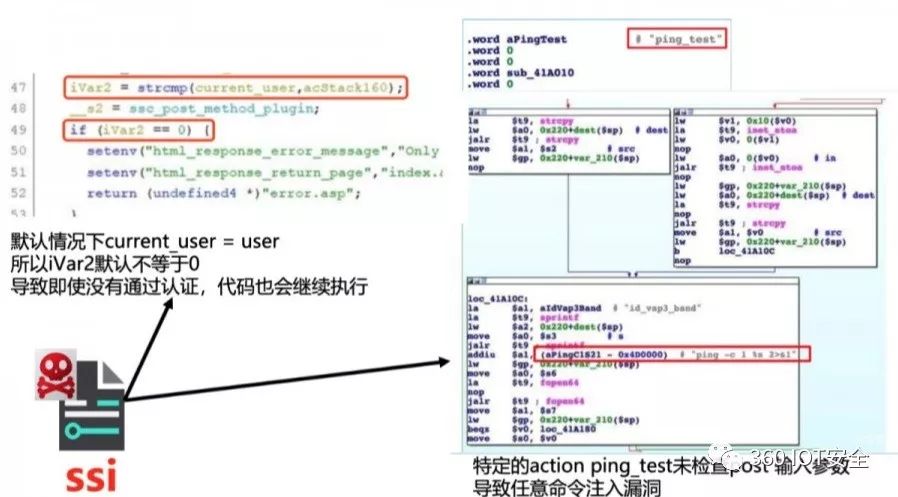 47 iVar2 = strcmp(current_user,acStack160);
48 __s2 = ssc_post_method_plugin;
49 if (iVar2 == 0) {
50 setenv("html_response_error_message","Only
51 setenv("html_response_return_page","index.
52 return (undefined4 *)"error.asp";
53 }
默认情况下current_user = user
所以iVar2默认不等于0
导致即使没有通过认证，代码也会继续执行
ssi
.word aPingTest # "ping_test"
.word 0
.word 0
.word sub_41A010
.word 0
la $t9, strcpy
lw $a0, 0x220+dest($sp) # dest
jalr $t9 ; strcpy
move $a1, $s2 # src
lw $gp, 0x220+var_210($sp)
nop
lw $v1, 0x10($v0)
la $t9, inet_ntoa
lw $v0, 0($v1)
nop
lw $a0, 0($v0) # in
jalr $t9 ; inet_ntoa
nop
lw $gp, 0x220+var_210($sp)
lw $a0, 0x220+dest($sp) # dest
la $t9, strcpy
nop
jalr $t9 ; strcpy
move $a1, $v0 # src
lw $gp, 0x220+var_210($sp)
b loc_41A10C
nop
loc_41A10C:
la $a1, aIdVap3Band # "id_vap3_band"
la $t9, sprintf
lw $a2, 0x220+dest($sp)
move $a0, $s3 # s
jalr $t9 ; sprintf
addiu $a1, (aPingC1S21 - 0x4D0000) # "ping -c 1 %s 2>&1"
lw $gp, 0x220+var_210($sp)
move $a0, $s6
la $t9, fopen64
nop
jalr $t9 ; fopen64
move $a1, $s7
lw $gp, 0x220+var_210($sp)
beqz $v0, loc_41A180
move $s0, $v0
360 IOT安全
特定的action ping_test未检查post 输入参数
导致任意命令注入漏洞